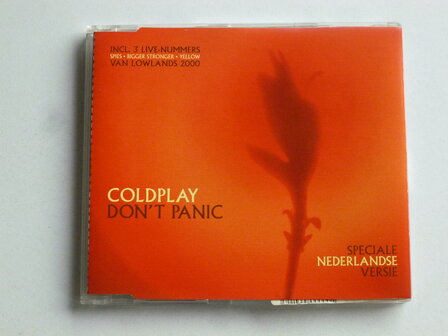 INCL. 3 LIVE-NUMMERS
SPIES • BIGGER STRONGER • YELLOW
VAN LOWLANDS 2000
COLDPLAY
DON'T PANIC
SPECIALE
NEDERLANDSE
VERSIE